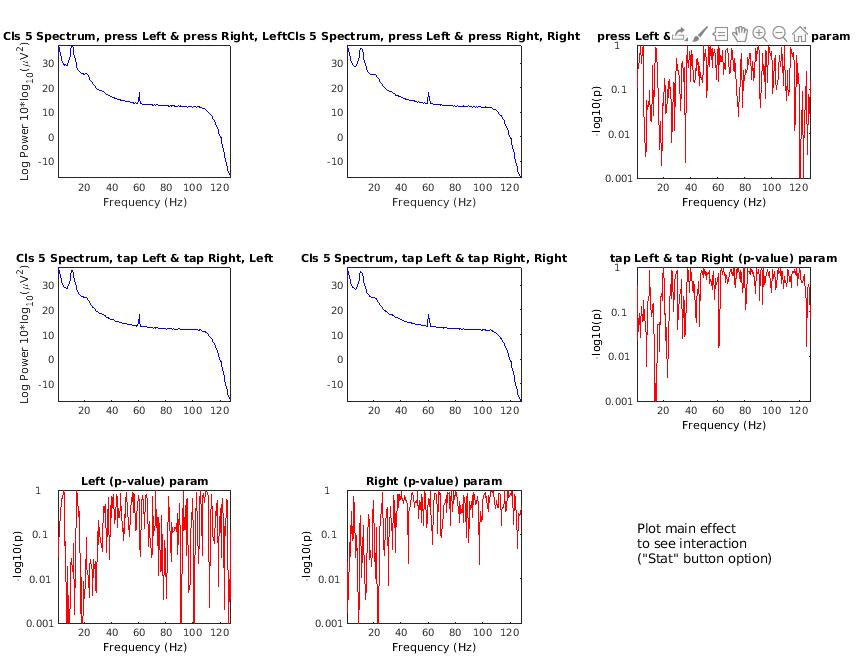 Cls 5 Spectrum, press Left & press Right, Left
Cls 5 Spectrum, press Left & press Right, Right
press Left & param
Log Power 10*log10(μV2)
30
20
10
0
-10
20 40 60 80 100 120
Frequency (Hz)
30
20
10
0
-10
20 40 60 80 100 120
Frequency (Hz)
-log10(p)
1
0.1
0.01
0.001
20 40 60 80 100 120
Frequency (Hz)
Cls 5 Spectrum, tap Left & tap Right, Left
Cls 5 Spectrum, tap Left & tap Right, Right
tap Left & tap Right (p-value) param
Log Power 10*log10(μV2)
30
20
10
0
-10
20 40 60 80 100 120
Frequency (Hz)
30
20
10
0
-10
20 40 60 80 100 120
Frequency (Hz)
-log10(p)
1
0.1
0.01
0.001
20 40 60 80 100 120
Frequency (Hz)
Left (p-value) param
-log10(p)
1
0.1
0.01
0.001
20 40 60 80 100 120
Frequency (Hz)
Right (p-value) param
-log10(p)
1
0.1
0.01
0.001
20 40 60 80 100 120
Frequency (Hz)
Plot main effect
to see interaction
("Stat" button option)